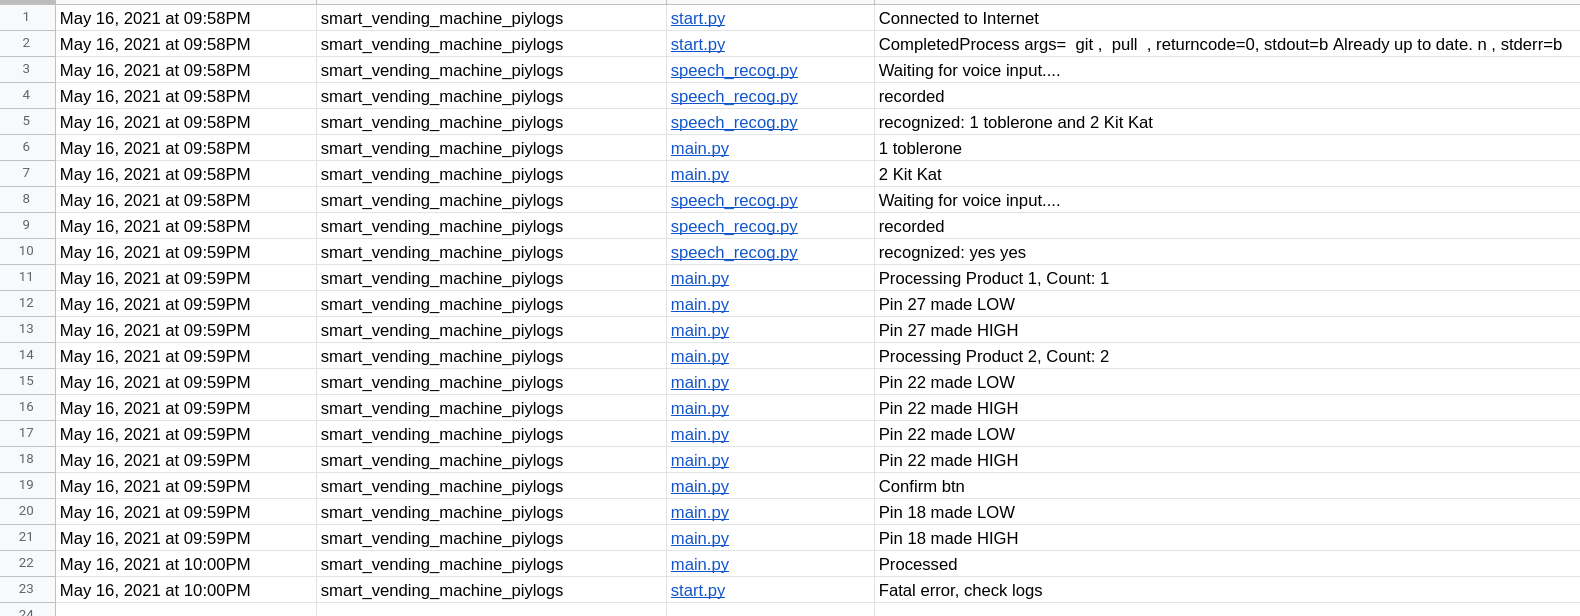 1 May 16, 2021 at 09:58PM smart_vending_machine_piylogs start.py Connected to Internet
2 May 16, 2021 at 09:58PM smart_vending_machine_piylogs start.py CompletedProcess args=  git ,  pull  , returncode=0, stdout=b Already up to date. n , stderr=b
3 May 16, 2021 at 09:58PM smart_vending_machine_piylogs speech_recog.py Waiting for voice input....
4 May 16, 2021 at 09:58PM smart_vending_machine_piylogs speech_recog.py recorded
5 May 16, 2021 at 09:58PM smart_vending_machine_piylogs speech_recog.py recognized: 1 toblerone and 2 Kit Kat
6 May 16, 2021 at 09:58PM smart_vending_machine_piylogs main.py 1 toblerone
7 May 16, 2021 at 09:58PM smart_vending_machine_piylogs main.py 2 Kit Kat
8 May 16, 2021 at 09:58PM smart_vending_machine_piylogs speech_recog.py Waiting for voice input....
9 May 16, 2021 at 09:58PM smart_vending_machine_piylogs speech_recog.py recorded
10 May 16, 2021 at 09:59PM smart_vending_machine_piylogs speech_recog.py recognized: yes yes
11 May 16, 2021 at 09:59PM smart_vending_machine_piylogs main.py Processing Product 1, Count: 1
12 May 16, 2021 at 09:59PM smart_vending_machine_piylogs main.py Pin 27 made LOW
13 May 16, 2021 at 09:59PM smart_vending_machine_piylogs main.py Pin 27 made HIGH
14 May 16, 2021 at 09:59PM smart_vending_machine_piylogs main.py Processing Product 2, Count: 2
15 May 16, 2021 at 09:59PM smart_vending_machine_piylogs main.py Pin 22 made LOW
16 May 16, 2021 at 09:59PM smart_vending_machine_piylogs main.py Pin 22 made HIGH
17 May 16, 2021 at 09:59PM smart_vending_machine_piylogs main.py Pin 22 made LOW
18 May 16, 2021 at 09:59PM smart_vending_machine_piylogs main.py Pin 22 made HIGH
19 May 16, 2021 at 09:59PM smart_vending_machine_piylogs main.py Confirm btn
20 May 16, 2021 at 09:59PM smart_vending_machine_piylogs main.py Pin 18 made LOW
21 May 16, 2021 at 09:59PM smart_vending_machine_piylogs main.py Pin 18 made HIGH
22 May 16, 2021 at 10:00PM smart_vending_machine_piylogs main.py Processed
23 May 16, 2021 at 10:00PM smart_vending_machine_piylogs start.py Fatal error, check logs
24